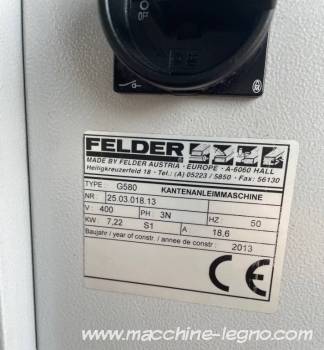 OFF
FELDER
MADE BY FELDER AUSTRIA · EUROPE · A-6060 HALL
Heiligkreuzerfeld 18 · Tel.: (A) 05223 / 5850 · Fax: 56130
TYPE : G580 KANTENANLEIMMASCHINE
NR : 25.03.018.13
V : 400 PH : 3N HZ : 50
KW : 7,22 S1 A : 18,6
Baujahr / year of constr. / annee de constr. : 2013
CE
www.macchine-legno.com